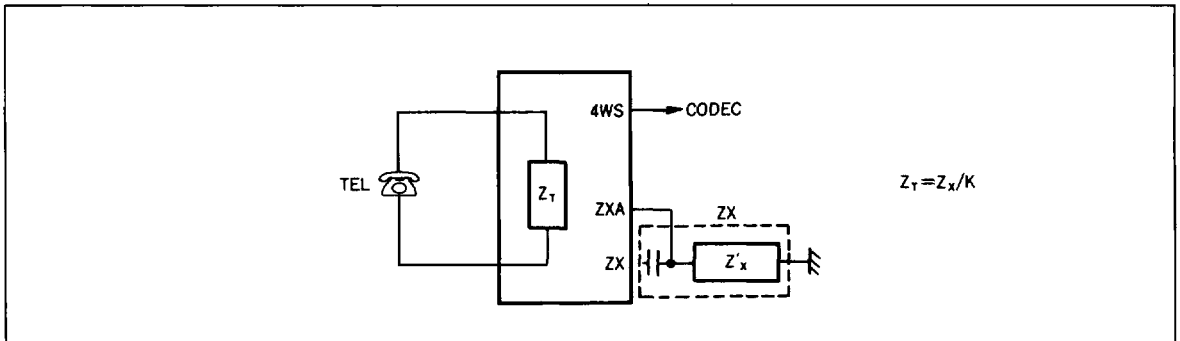 4WS
CODEC
TEL
Z_T
Z_T=Z_X/K
ZXA
ZX
ZX
Z'_X